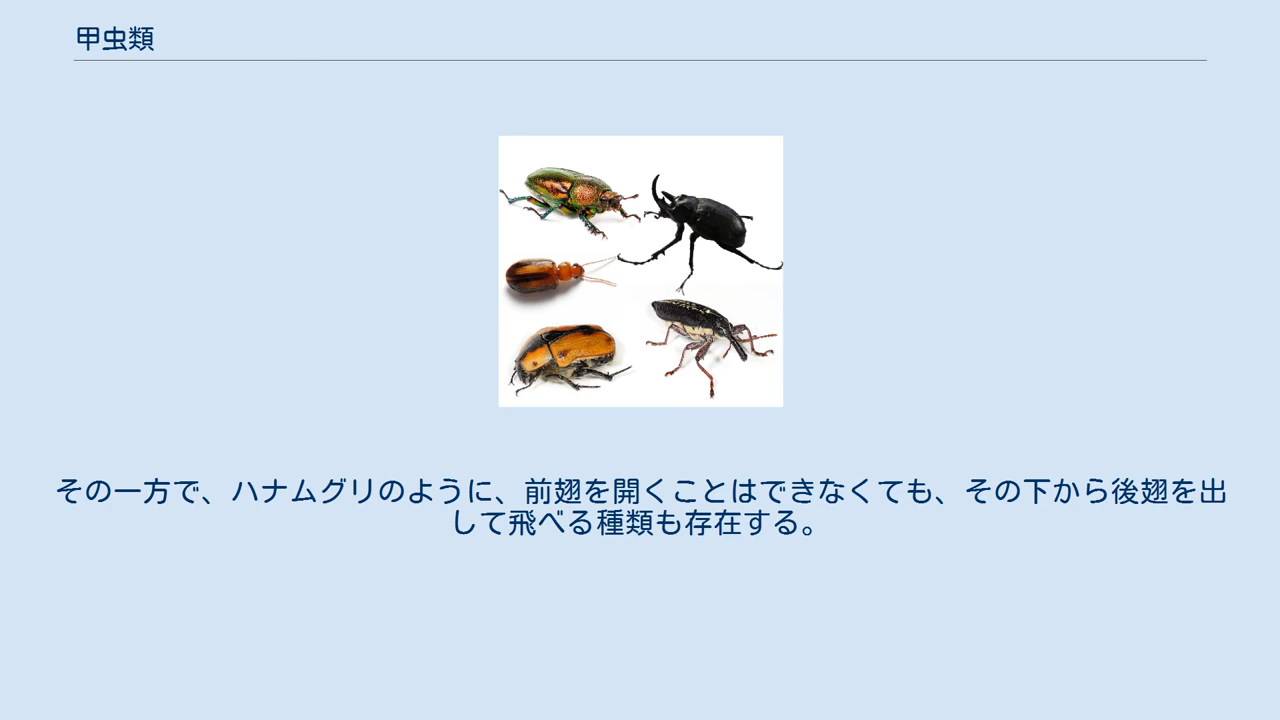 甲虫類
その一方で、ハナムグリのように、前翅を開くことはできなくても、その下から後翅を出
して飛べる種類も存在する。